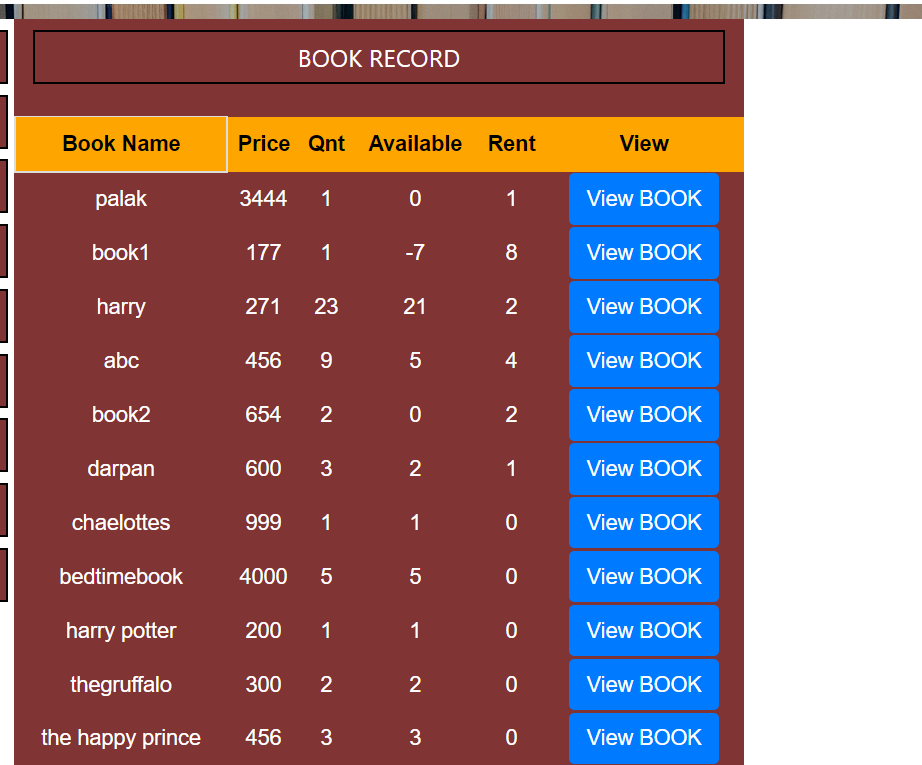 BOOK RECORD
Book Name Price Qnt Available Rent View
palak 3444 1 0 1 View BOOK
book1 177 1 -7 8 View BOOK
harry 271 23 21 2 View BOOK
abc 456 9 5 4 View BOOK
book2 654 2 0 2 View BOOK
darpan 600 3 2 1 View BOOK
chaelottes 999 1 1 0 View BOOK
bedtimebook 4000 5 5 0 View BOOK
harry potter 200 1 1 0 View BOOK
thegruffalo 300 2 2 0 View BOOK
the happy prince 456 3 3 0 View BOOK